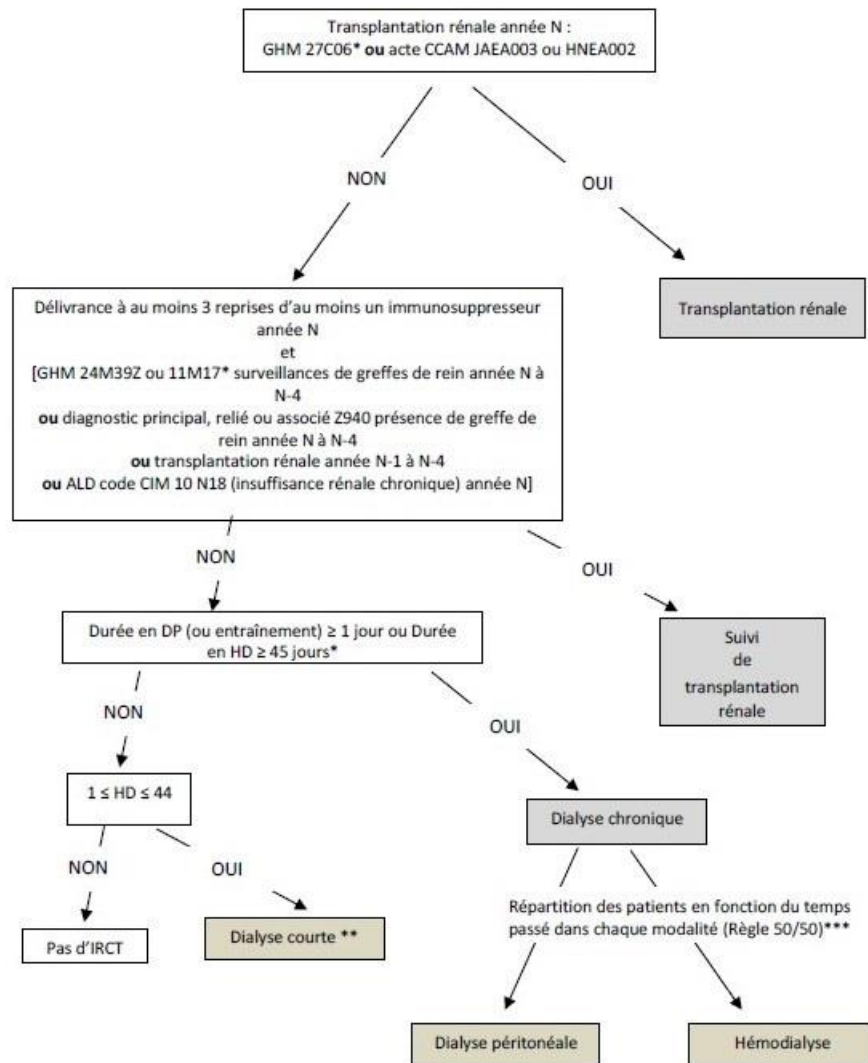 Transplantation rénale année N :
GHM 27C06* ou acte CCAM JAEA003 ou HNEA002
NON
OUI
Délivrance à au moins 3 reprises d'au moins un immunosuppresseur
année N
et
[GHM 24M39Z ou 11M17* surveillances de greffes de rein année N à
N-4
ou diagnostic principal, relié ou associé Z940 présence de greffe de
rein année N à N-4
ou transplantation rénale année N-1 à N-4
ou ALD code CIM 10 N18 (insuffisance rénale chronique) année N]
Transplantation rénale
NON
OUI
Durée en DP (ou entraînement) ≥ 1 jour ou Durée
en HD ≥ 45 jours*
Suivi
de
transplantation
rénale
NON
OUI
1 ≤ HD ≤ 44
Dialyse chronique
NON
OUI
Pas d'IRCT
Dialyse courte **
Répartition des patients en fonction du temps
passé dans chaque modalité (Règle 50/50)***
Dialyse péritonéale
Hémodialyse